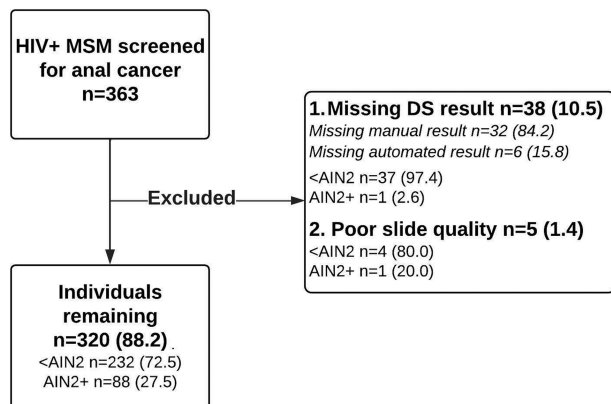 HIV+ MSM screened
for anal cancer
n=363
Excluded
1. Missing DS result n=38 (10.5)
Missing manual result n=32 (84.2)
Missing automated result n=6 (15.8)
<AIN2 n=37 (97.4)
AIN2+ n=1 (2.6)
2. Poor slide quality n=5 (1.4)
<AIN2 n=4 (80.0)
AIN2+ n=1 (20.0)
Individuals
remaining
n=320 (88.2) .
<AIN2 n=232 (72.5)
AIN2+ n=88 (27.5)